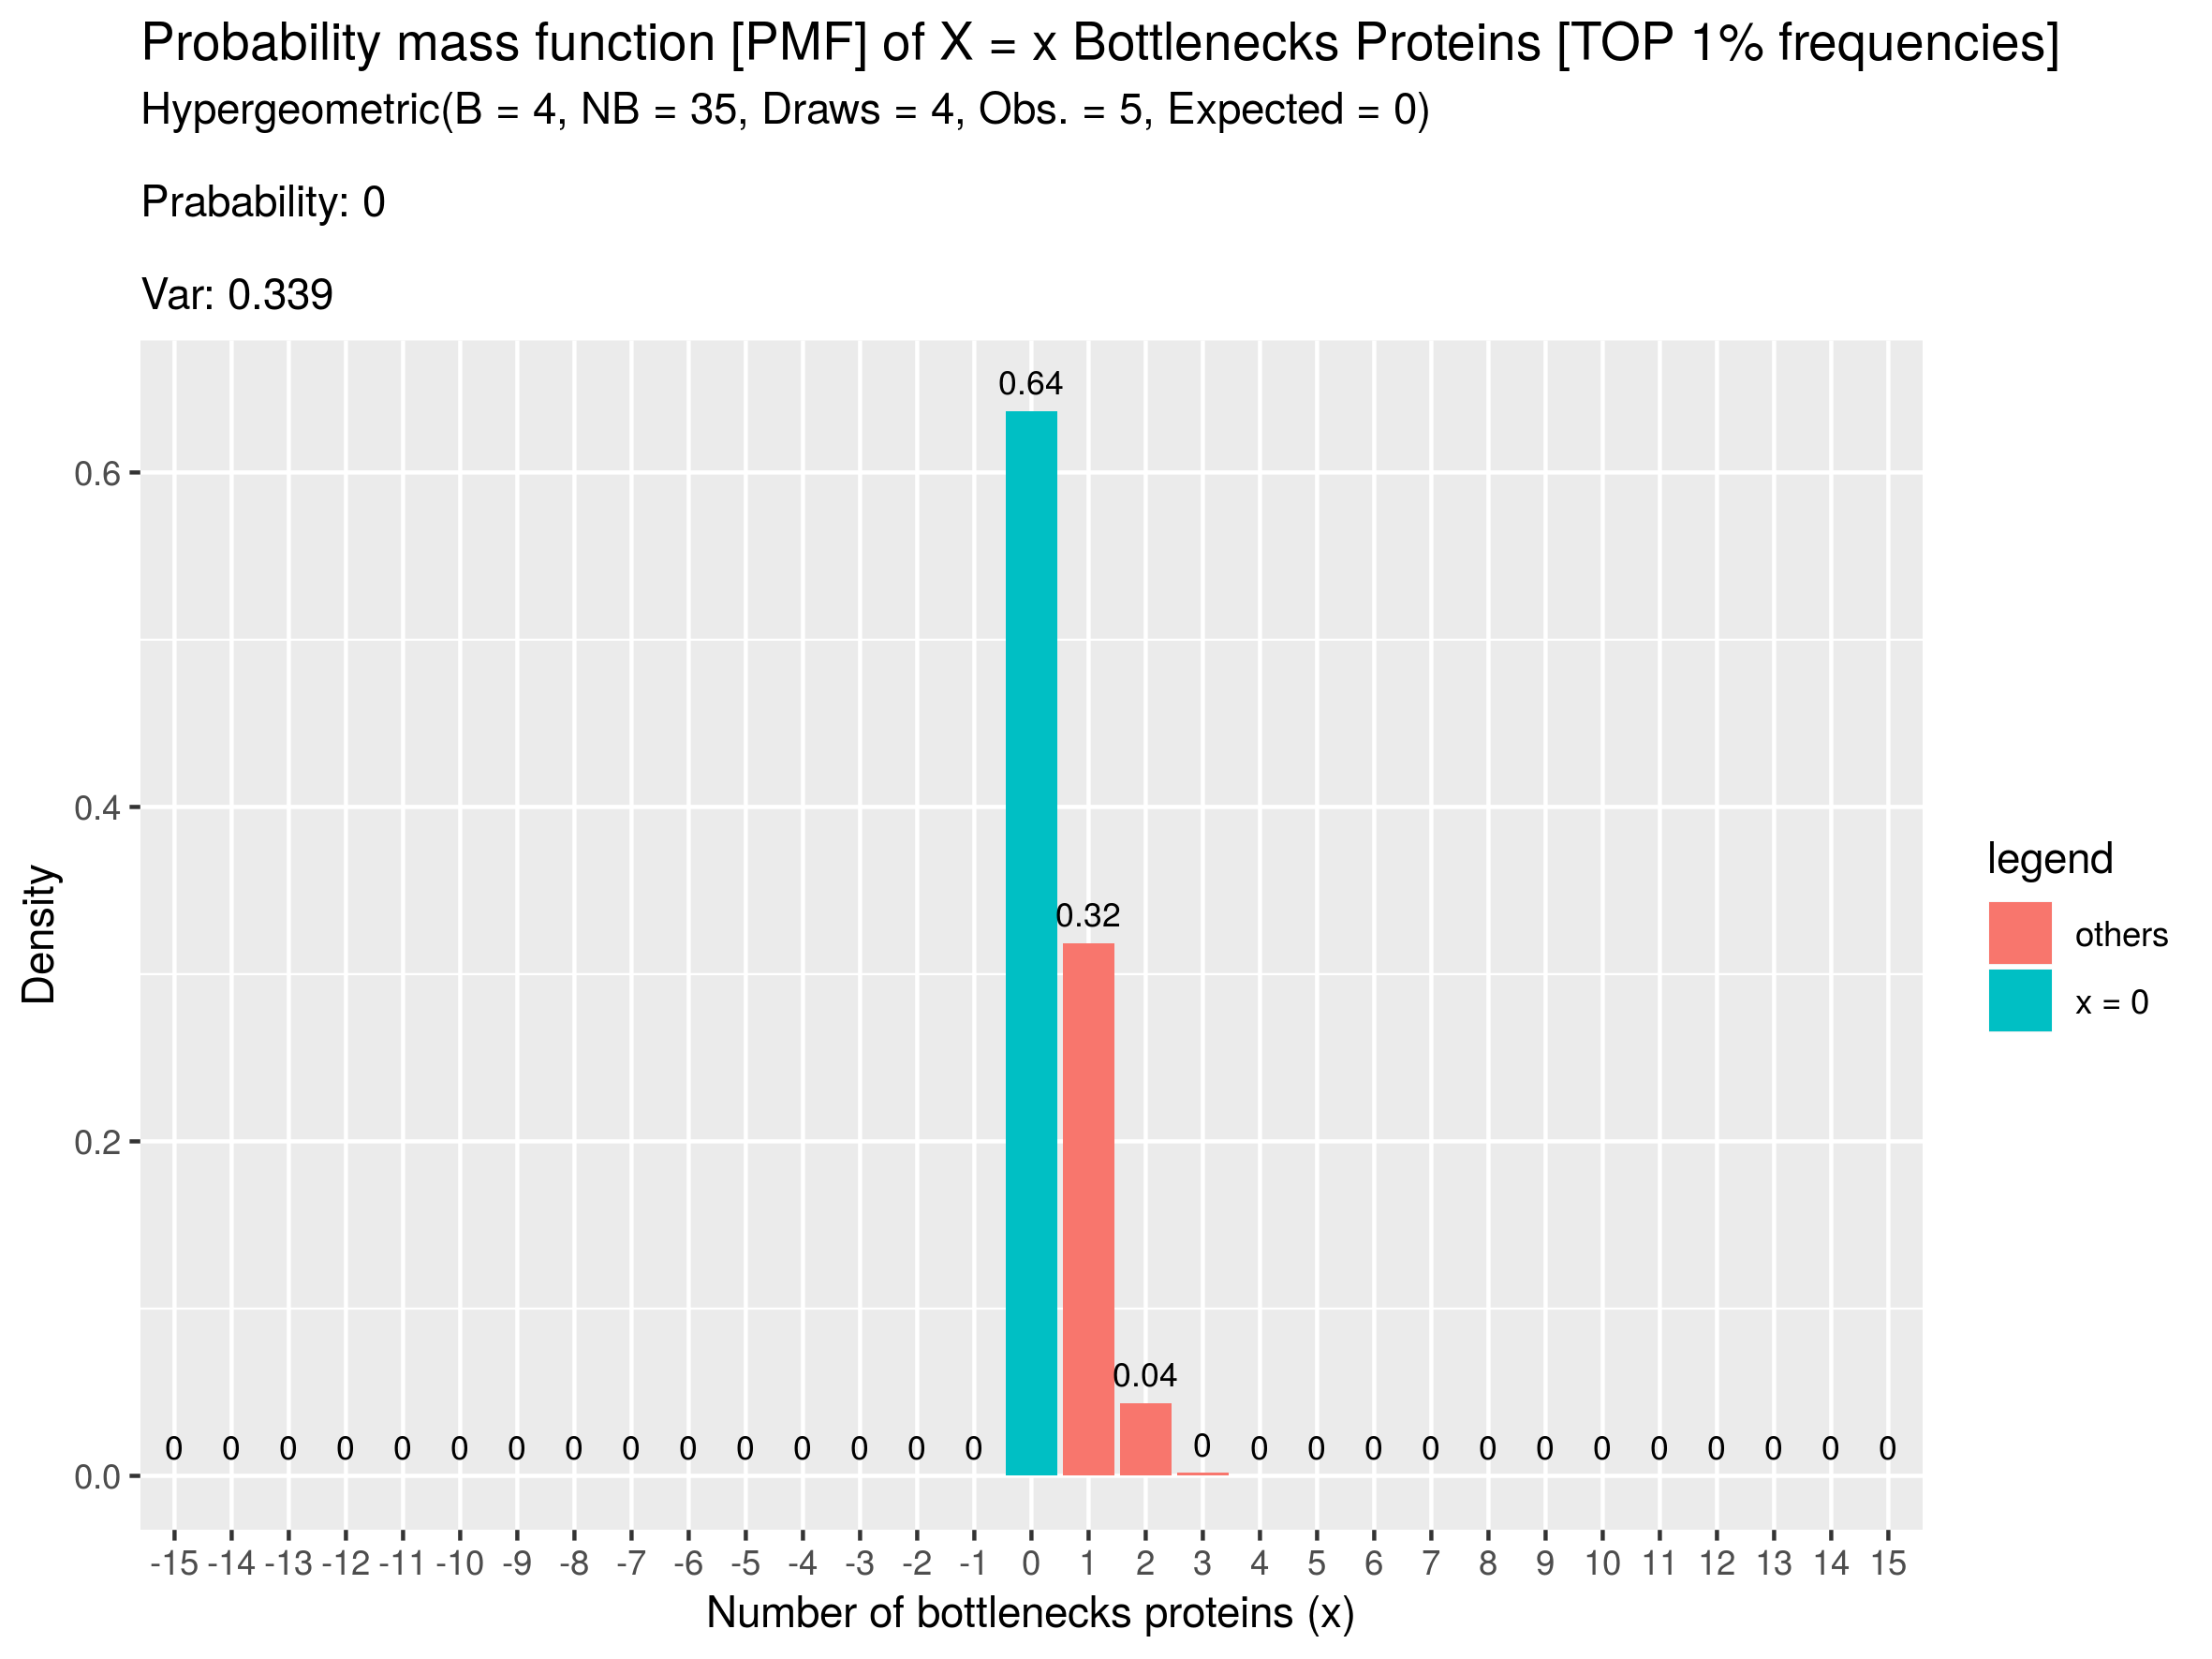 Probability mass function [PMF] of X = x Bottlenecks Proteins [TOP 1% frequencies]
Hypergeometric(B = 4, NB = 35, Draws = 4, Obs. = 5, Expected = 0)
Prabability: 0
Var: 0.339
0.64
0.6
0.4
Density
legend
others
x = 0
0.32
0.2
0.04
0 0 0 0 0 0 0 0 0 0 0 0 0 0 0 0 0 0 0 0 0 0 0 0 0 0 0 0
0.0
-15 -14 -13 -12 -11 -10 -9 -8 -7 -6 -5 -4 -3 -2 -1 0 1 2 3 4 5 6 7 8 9 10 11 12 13 14 15
Number of bottlenecks proteins (x)